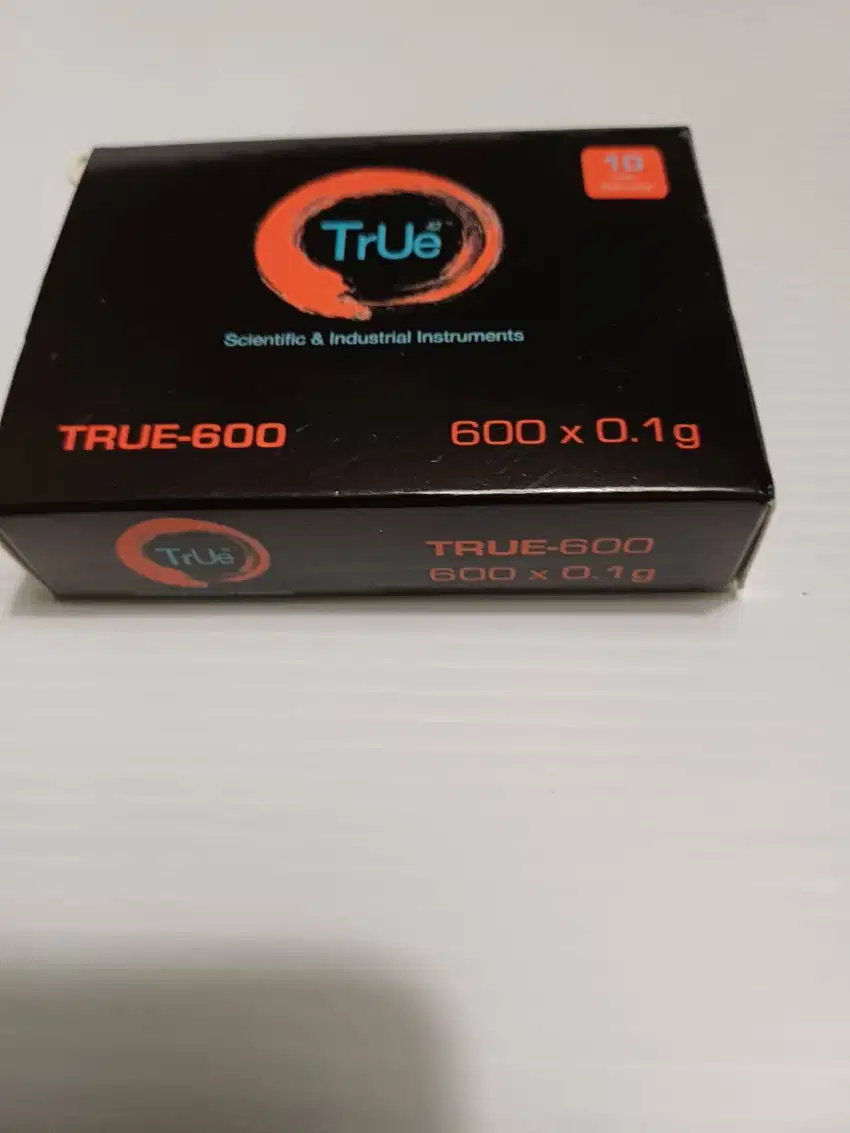 10
TrUe
Scientific & Industrial Instruments
TRUE-600
600 x 0.1g
TrUe
TRUE-600
600 x 0.1g